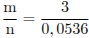 m/n = 3/0,0536